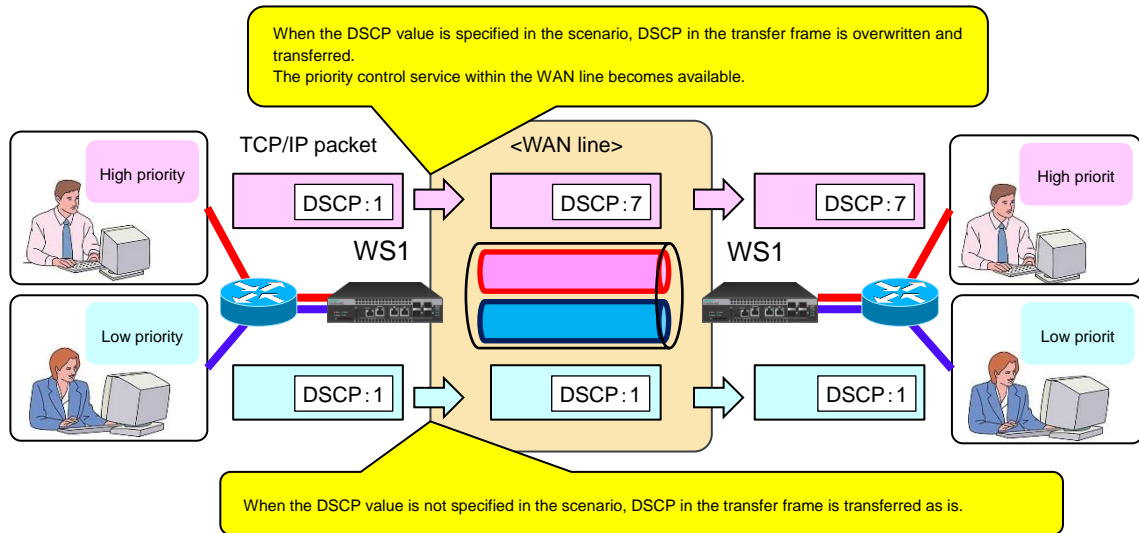 When the DSCP value is specified in the scenario, DSCP in the transfer frame is overwritten and
transferred.
The priority control service within the WAN line becomes available.
TCP/IP packet
<WAN line>
High priority
DSCP：1
DSCP：7
DSCP：7
High priorit
WS1
WS1
Low priority
Low priorit
DSCP：1
DSCP：1
DSCP：1
When the DSCP value is not specified in the scenario, DSCP in the transfer frame is transferred as is.